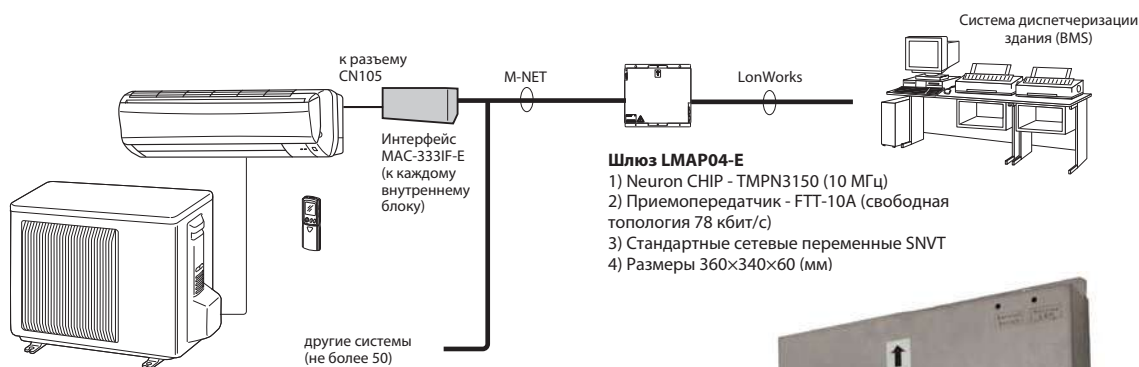 Система диспетчеризации
здания (BMS)
к разъему
CN105
M-NET
LonWorks
Интерфейс
MAC-333IF-E
(к каждому
внутреннему
блоку)
Шлюз LMAP04-E
1) Neuron CHIP - TMPN3150 (10 МГц)
2) Приемопередатчик - FTT-10A (свободная
топология 78 кбит/с)
3) Стандартные сетевые переменные SNVT
4) Размеры 360×340×60 (мм)
другие системы
(не более 50)